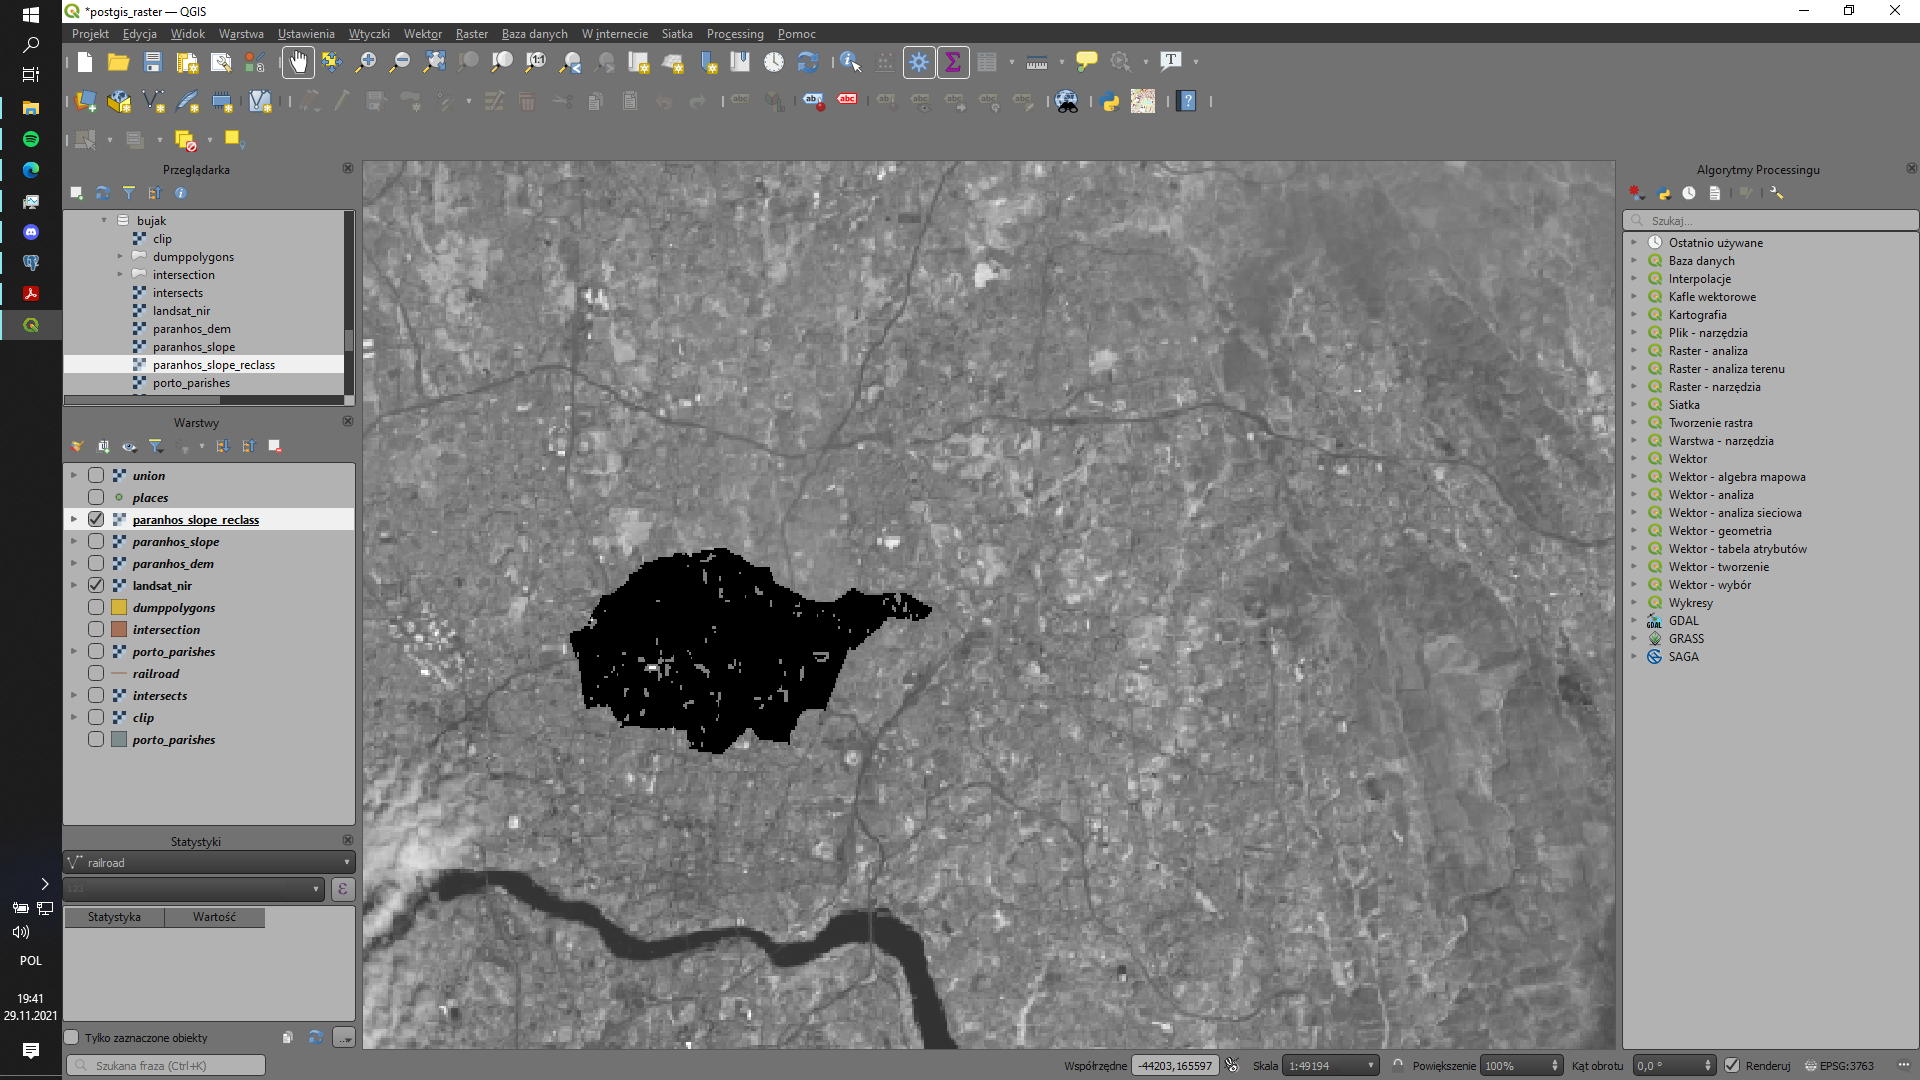 *postgis_raster — QGIS
Projekt Edycja Widok Warstwa Ustawienia Wtyczki Wektor Raster Baza danych W internecie Siatka Processing Pomoc
Przeglądarka
bujak
clip
dumppolygons
intersection
intersects
landsat_nir
paranhos_dem
paranhos_slope
paranhos_slope_reclass
porto_parishes
Warstwy
union
places
paranhos_slope_reclass
paranhos_slope
paranhos_dem
landsat_nir
dumppolygons
intersection
porto_parishes
railroad
intersects
clip
porto_parishes
Statystyki
railroad
123
Statystyka Wartość
Tylko zaznaczone obiekty
Szukana fraza (Ctrl+K)
Algorytmy Processingu
Szukaj...
Ostatnio używane
Baza danych
Interpolacje
Kafle wektorowe
Kartografia
Plik - narzędzia
Raster - analiza
Raster - analiza terenu
Raster - narzędzia
Siatka
Tworzenie rastra
Warstwa - narzędzia
Wektor
Wektor - algebra mapowa
Wektor - analiza
Wektor - analiza sieciowa
Wektor - geometria
Wektor - tabela atrybutów
Wektor - tworzenie
Wektor - wybór
Wykresy
GDAL
GRASS
SAGA
Współrzędne -44203,165597 Skala 1:49194 Powiększenie 100% Kąt obrotu 0,0 ° Renderuj EPSG:3763
POL
19:41
29.11.2021